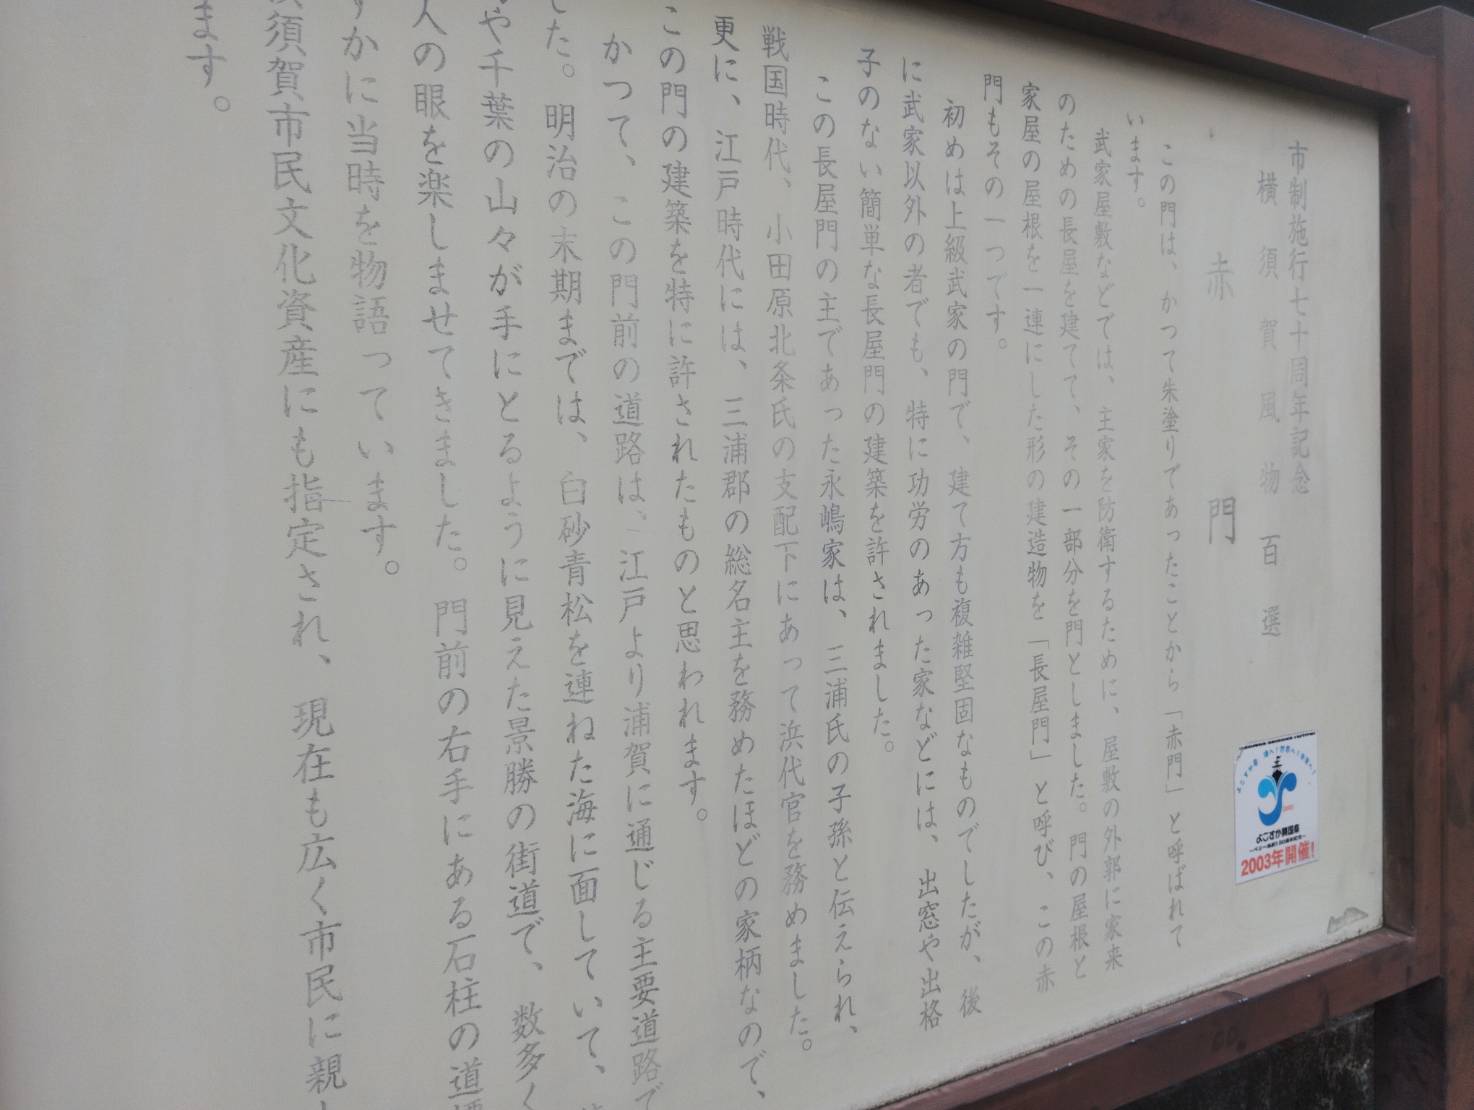 市制施行七十周年記念
横須賀風物百選
赤門
この門は、かつて朱塗りであったことから「赤門」と呼ばれて
います。
武家屋敷などでは、主家を防衛するために、屋敷の外郭に家来
のための長屋を建てて、その一部分を門としました。門の屋根と
家屋の屋根を一連にした形の建造物を「長屋門」と呼び、この赤
門もその一つです。
初めは上級武家の門で、建て方も複雑堅固なものでしたが、後
に武家以外の者でも、特に功労のあった家などには、出窓や出格
子のない簡単な長屋門の建築を許されました。
この長屋門の主であった永嶋家は、三浦氏の子孫と伝えられ、
戦国時代、小田原北条氏の支配下にあって浜代官を務めました。
更に、江戸時代には、三浦郡の総名主を務めたほどの家柄なので、
この門の建築を特に許されたものと思われます。
かつて、この門前の道路は、江戸より浦賀に通じる主要道路で
した。明治の末期までは、白砂青松を連ねた海に面していて、
や千葉の山々が手にとるように見えた景勝の街道で、数多く
人の眼を楽しませてきました。門前の右手にある石柱の道
すかに当時を物語っています。
須賀市民文化資産にも指定され、現在も広く市民に親
ます。
よこすか開国祭
2003年開催!